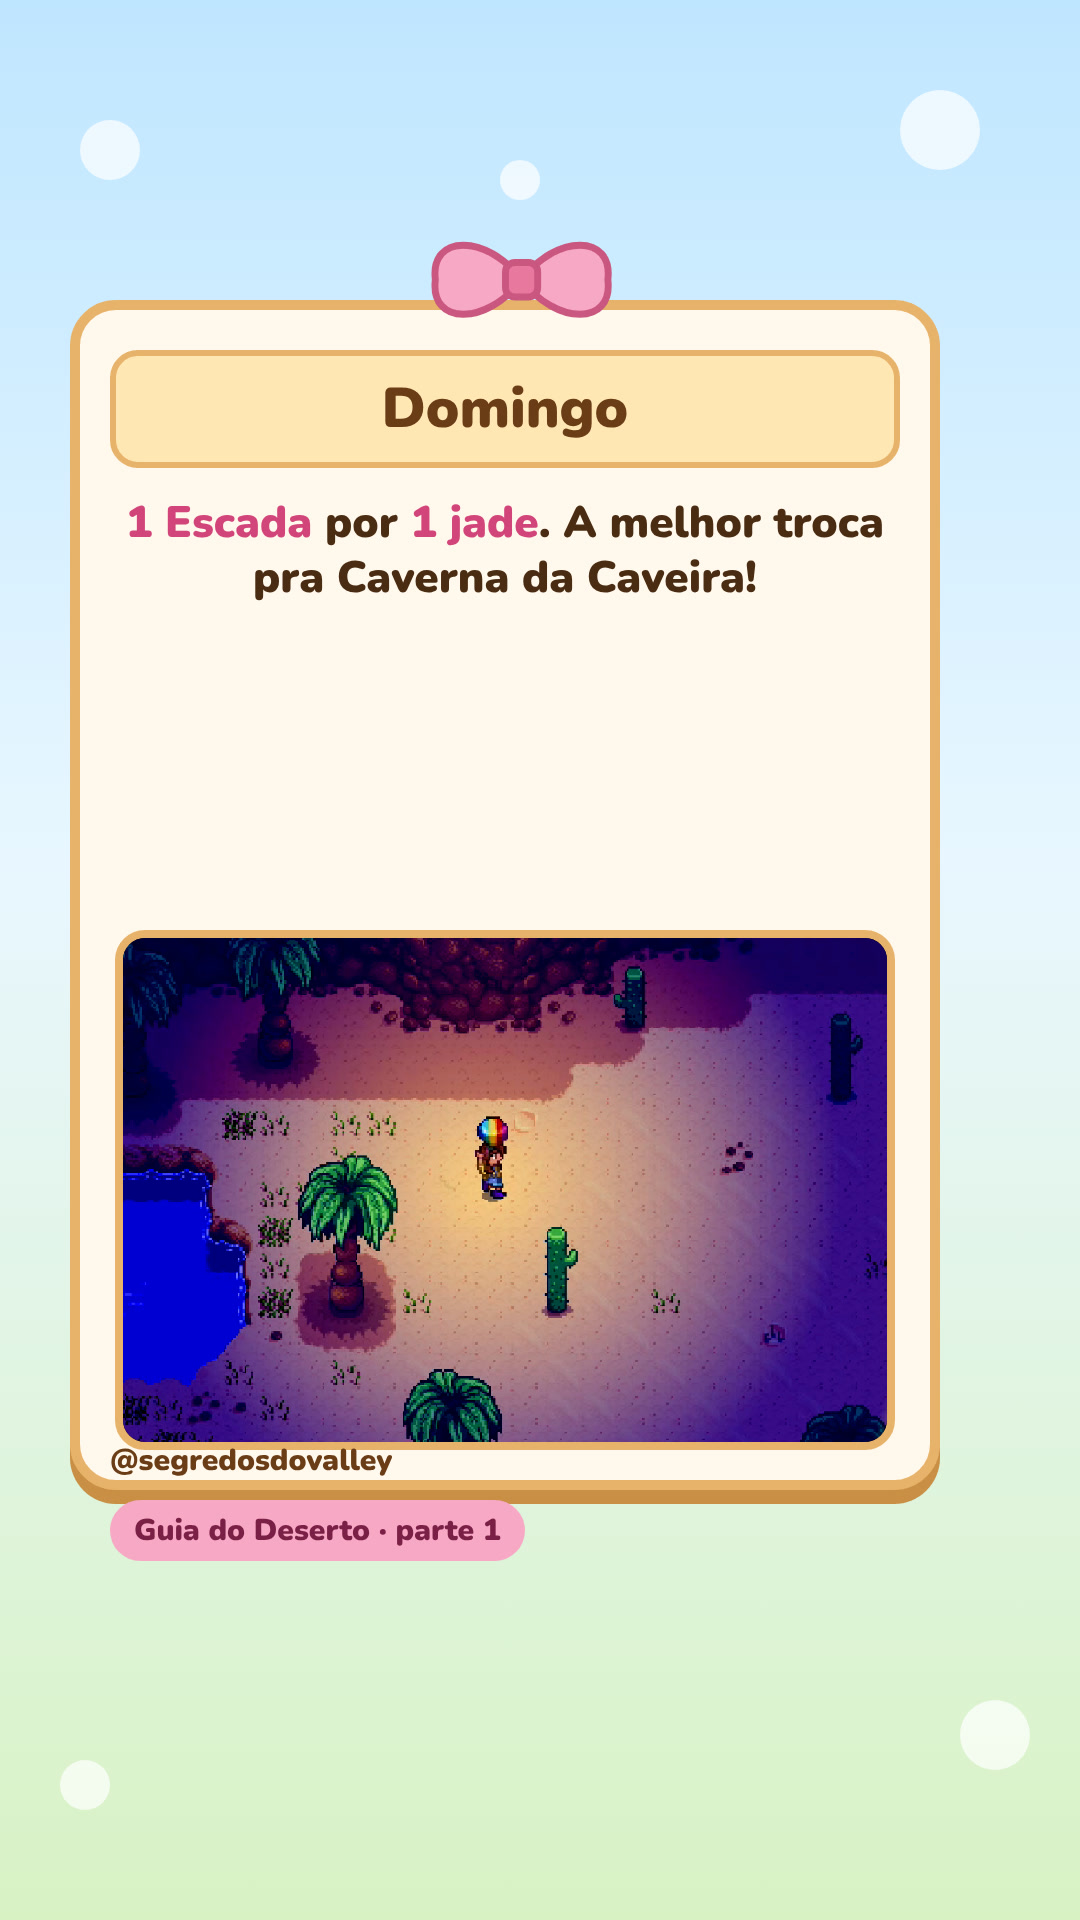 Domingo
1 Escada por 1 jade. A melhor troca
pra Caverna da Caveira!
@segredosdovalley
Guia do Deserto · parte 1